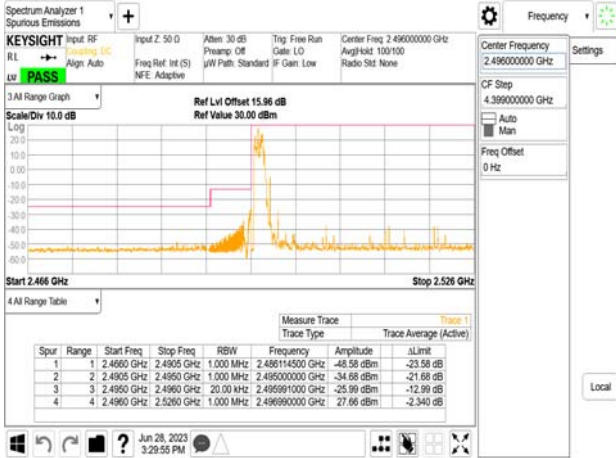 Spectrum Analyzer 1
Spurious Emissions
Frequency
KEYSIGHT
RL
LV PASS
Input: RF
Coupling: DC
Align: Auto
Input Z: 50 Ω
Freq Ref: Int (S)
NFE: Adaptive
Atten: 30 dB
Preamp: Off
µW Path: Standard
Trig: Free Run
Gate: LO
IF Gain: Low
Center Freq: 2.496000000 GHz
Avg|Hold: 100/100
Radio Std: None
Center Frequency
2.496000000 GHz
Settings
CF Step
4.399000000 GHz
Auto
Man
Freq Offset
0 Hz
Local
3 All Range Graph
Scale/Div 10.0 dB
Ref Lvl Offset 15.96 dB
Ref Value 30.00 dBm
Log
20.0
10.0
0.00
-10.0
-20.0
-30.0
-40.0
-50.0
-60.0
Start 2.466 GHz
Stop 2.526 GHz
4 All Range Table
Measure Trace Trace 1
Trace Type Trace Average (Active)
Spur Range Start Freq Stop Freq RBW Frequency Amplitude ΔLimit
1 1 2.4660 GHz 2.4905 GHz 1.000 MHz 2.486114500 GHz -48.58 dBm -23.58 dB
2 2 2.4905 GHz 2.4950 GHz 1.000 MHz 2.495000000 GHz -34.68 dBm -21.68 dB
3 3 2.4950 GHz 2.4960 GHz 20.00 kHz 2.495991000 GHz -25.99 dBm -12.99 dB
4 4 2.4960 GHz 2.5260 GHz 1.000 MHz 2.496990000 GHz 27.66 dBm -2.340 dB
Jun 28, 2023
3:29:55 PM